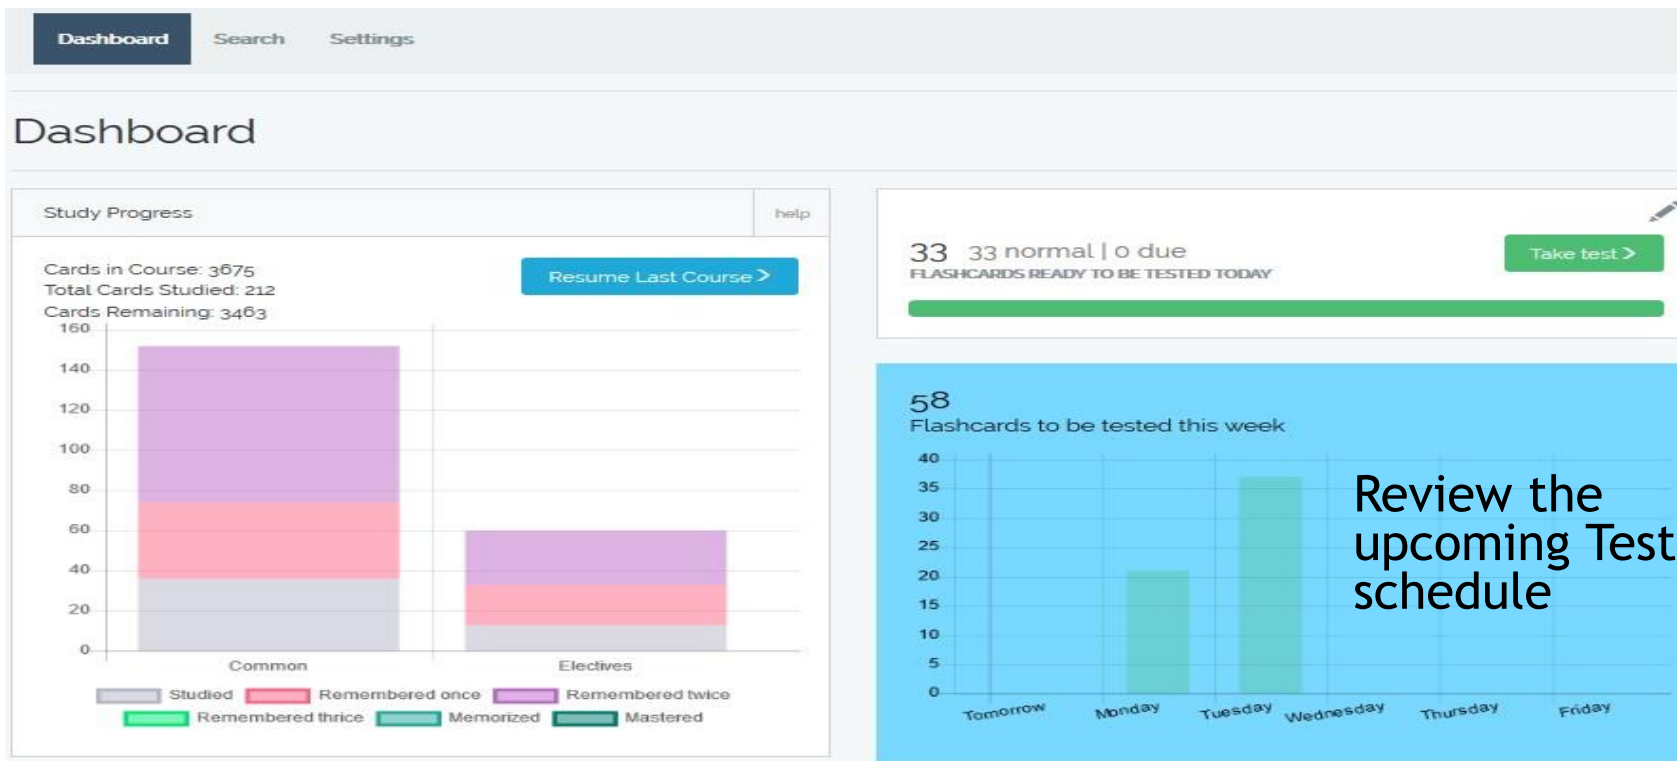 Dashboard Search Settings
Dashboard
Study Progress help
Cards in Course: 3675
Total Cards Studied: 212
Cards Remaining: 3463
Resume Last Course >
160
140
120
100
80
60
40
20
0
Common Electives
Studied Remembered once Remembered twice
Remembered thrice Memorized Mastered
33 33 normal | 0 due
FLASHCARDS READY TO BE TESTED TODAY
Take test >
58
Flashcards to be tested this week
40
35
30
25
20
15
10
5
0
Tomorrow Monday Tuesday Wednesday Thursday Friday
Review the
upcoming Test
schedule